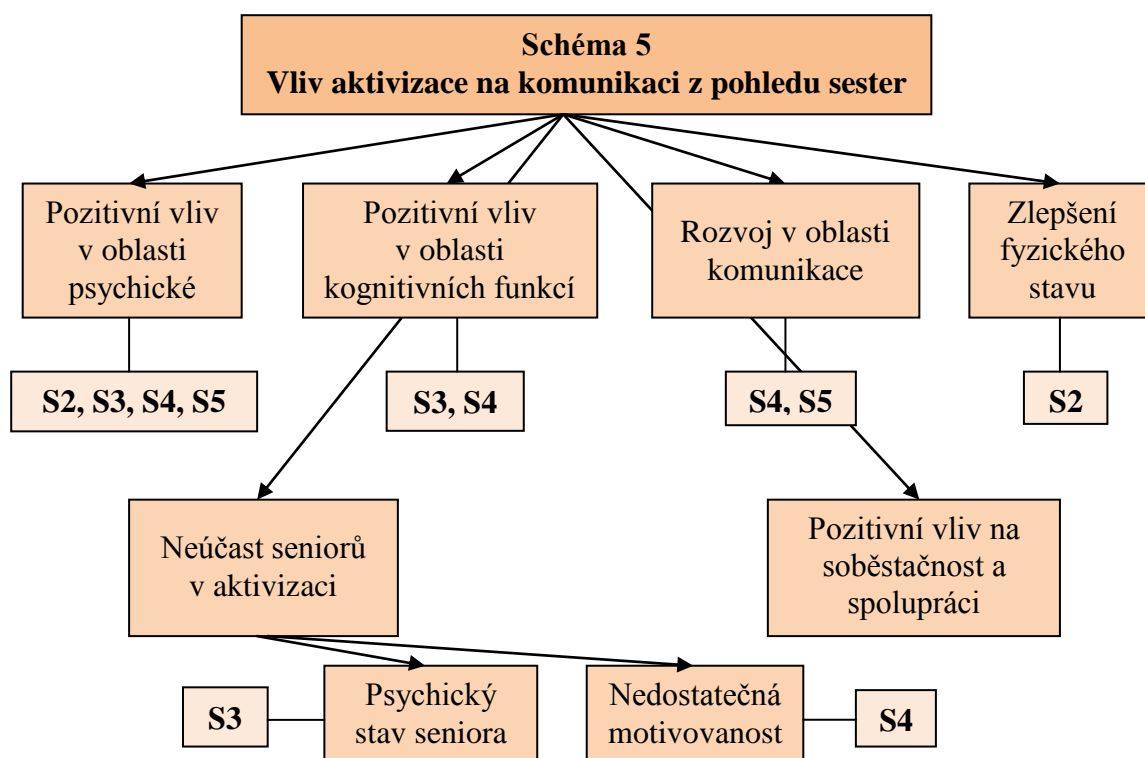 Schéma 5
Vliv aktivizace na komunikaci z pohledu sester
Pozitivní vliv
v oblasti
psychické
Pozitivní vliv
v oblasti
kognitivních funkcí
Rozvoj v oblasti
komunikace
Zlepšení
fyzického
stavu
S2, S3, S4, S5
S3, S4
S4, S5
S2
Neúčast seniorů
v aktivizaci
Pozitivní vliv na
soběstačnost a
spolupráci
S3
Psychický
stav seniora
Nedostatečná
motivovanost
S4